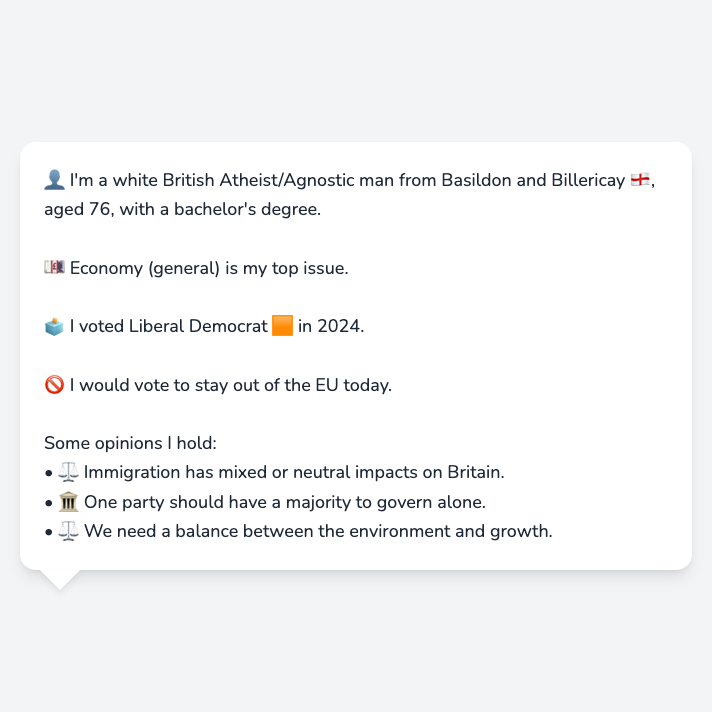 👤 I'm a white British Atheist/Agnostic man from Basildon and Billericay 🏴󠁧󠁢󠁥󠁮󠁧󠁿,
aged 76, with a bachelor's degree.
💷 Economy (general) is my top issue.
🗳️ I voted Liberal Democrat 🟧 in 2024.
🚫 I would vote to stay out of the EU today.
Some opinions I hold:
• ⚖️ Immigration has mixed or neutral impacts on Britain.
• 🏛️ One party should have a majority to govern alone.
• ⚖️ We need a balance between the environment and growth.